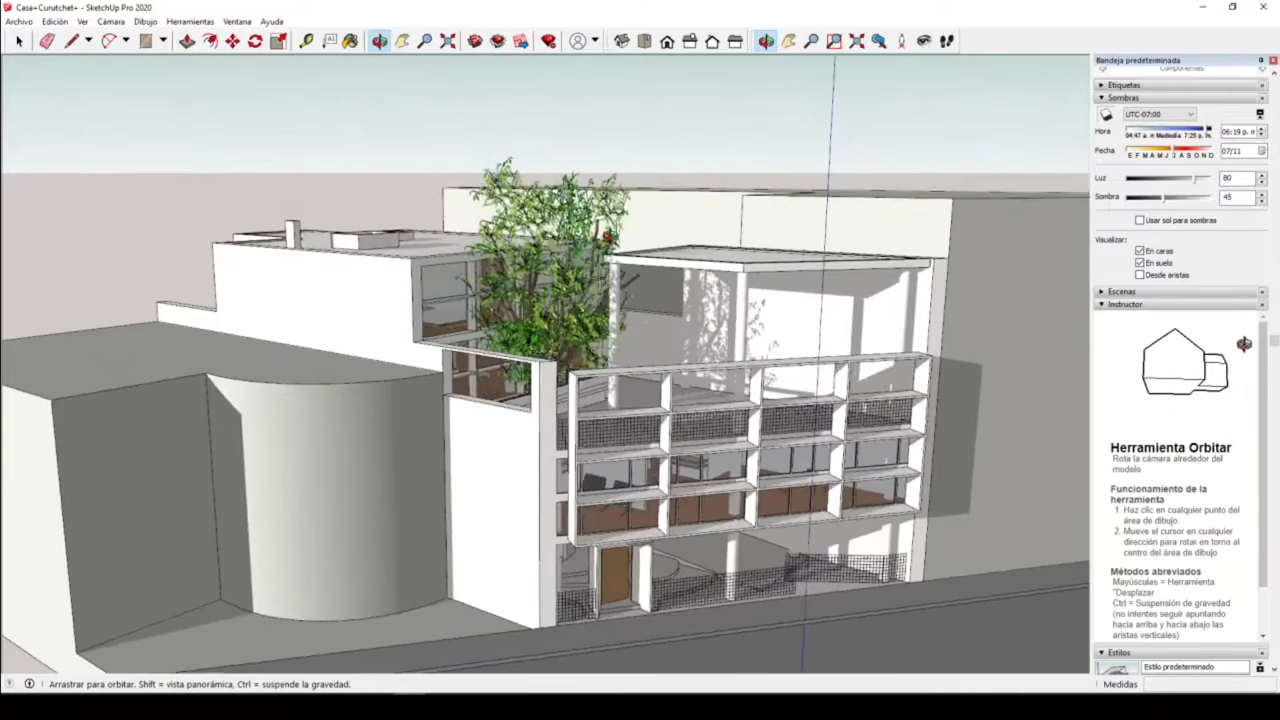 Casa+Curutchet+ - SketchUp Pro 2020
Archivo Edición Ver Cámara Dibujo Herramientas Ventana Ayuda
Bandeja predeterminada
Componentes
Etiquetas
Sombras
UTC-07:00
Hora 04:47 a. n Mediodía 7:25 p. m. 06:19 p. r
Fecha E F M A M J J A S O N D 07/11
Luz 80
Sombra 45
Usar sol para sombras
Visualizar:
En caras
En suelo
Desde aristas
Escenas
Instructor
Herramienta Orbitar
Rota la cámara alrededor del
modelo.
Funcionamiento de la
herramienta
1. Haz clic en cualquier punto del
área de dibujo.
2. Mueve el cursor en cualquier
dirección para rotar en torno al
centro del área de dibujo
Métodos abreviados
Mayúsculas = Herramienta
"Desplazar
Ctrl = Suspensión de gravedad
(no intentes seguir apuntando
hacia arriba y hacia abajo las
aristas verticales)
Estilos
Estilo predeterminado
Arrastrar para orbitar. Shift = vista panorámica, Ctrl = suspende la gravedad.
Medidas